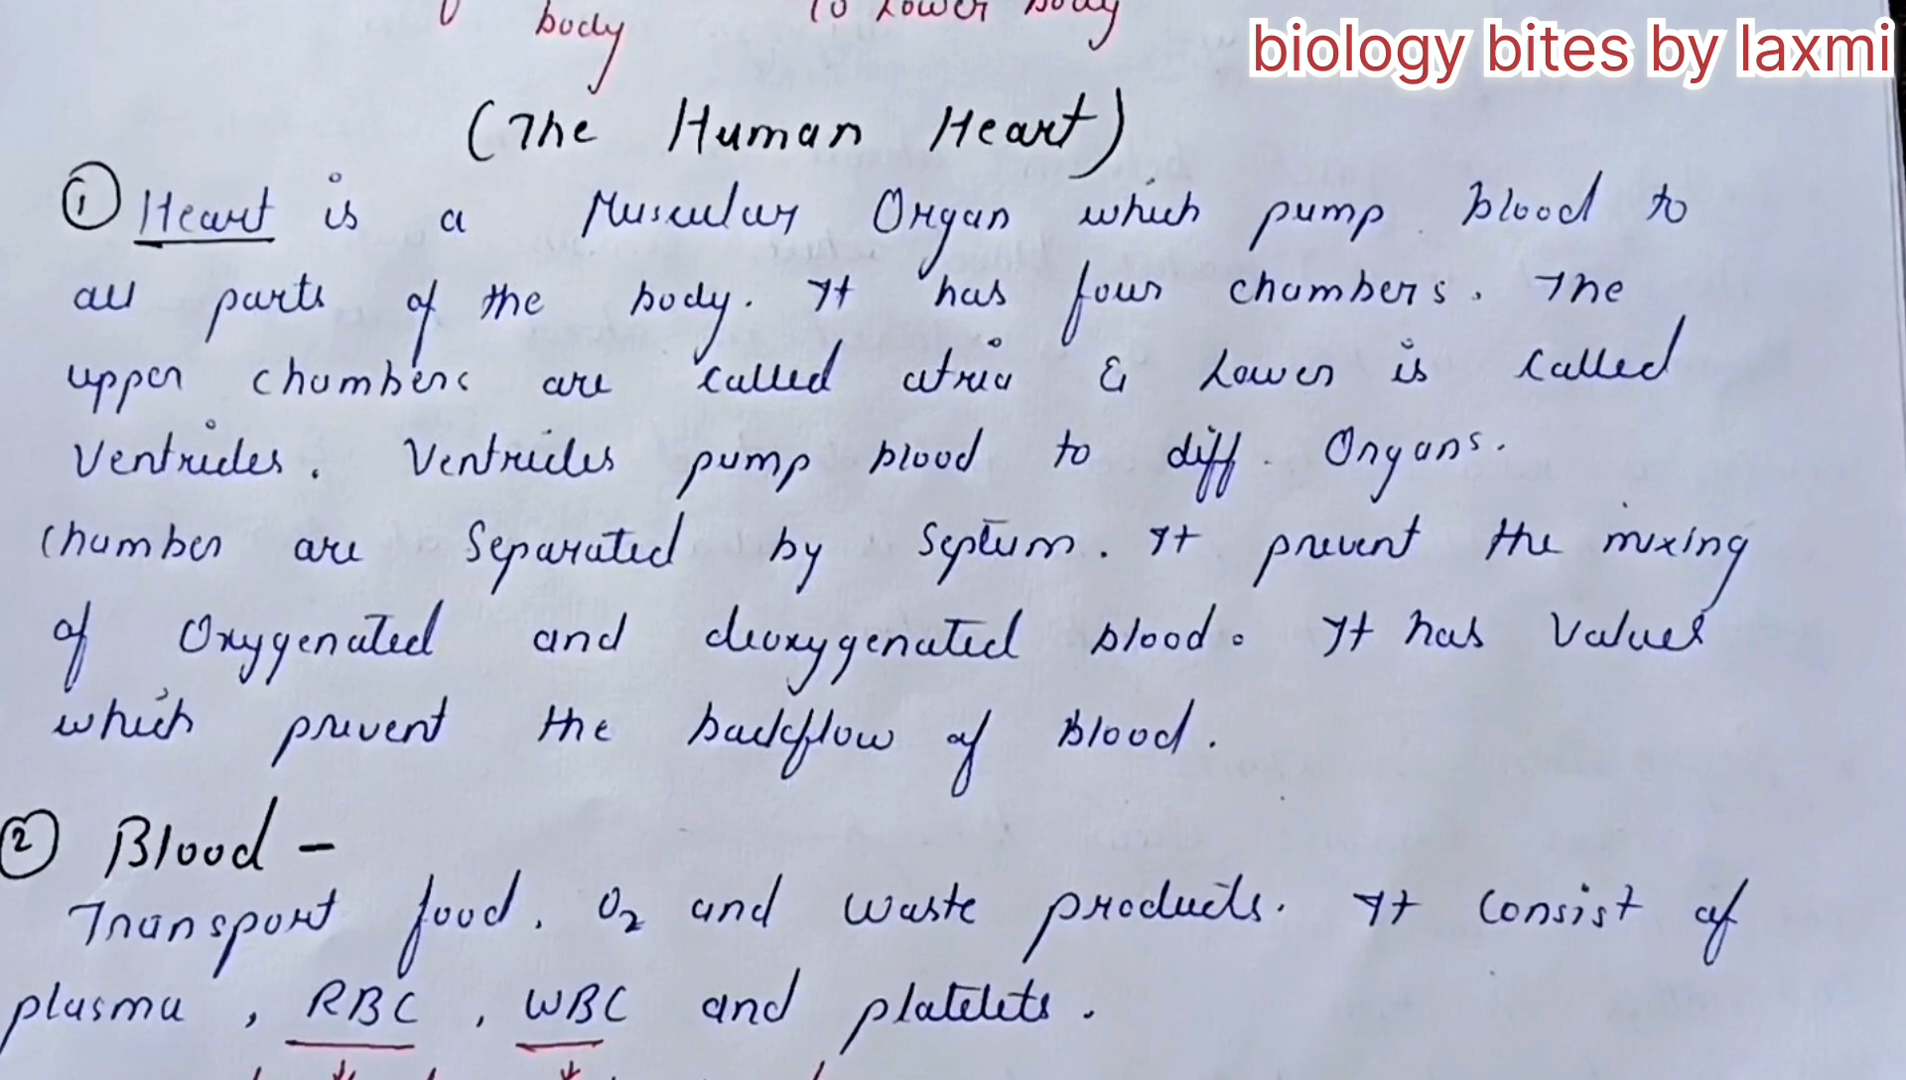 body to Lower body
biology bites by laxmi
(The Human Heart)
① Heart is a Muscular Organ which pump blood to
all parts of the body. It has four chambers. The
upper chambers are called atria & Lower is called
Ventricles. Ventricles pump blood to diff. Organs.
chamber are Separated by Septum. It prevent the mixing
of Oxygenated and deoxygenated blood. It has Valves
which prevent the backflow of Blood.
② Blood -
Transport food, O2 and waste products. It consist of
plasma, RBC, WBC and platelets.